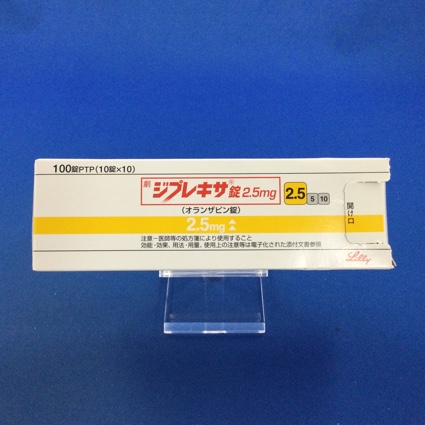 100錠PTP(10錠×10)
劇 ジプレキサ®錠2.5mg 2.5 5 10
(オランザピン錠)
2.5mg
注意-医師等の処方箋により使用すること
効能・効果、用法・用量、使用上の注意等は電子化された添付文書参照
開け口
Lilly